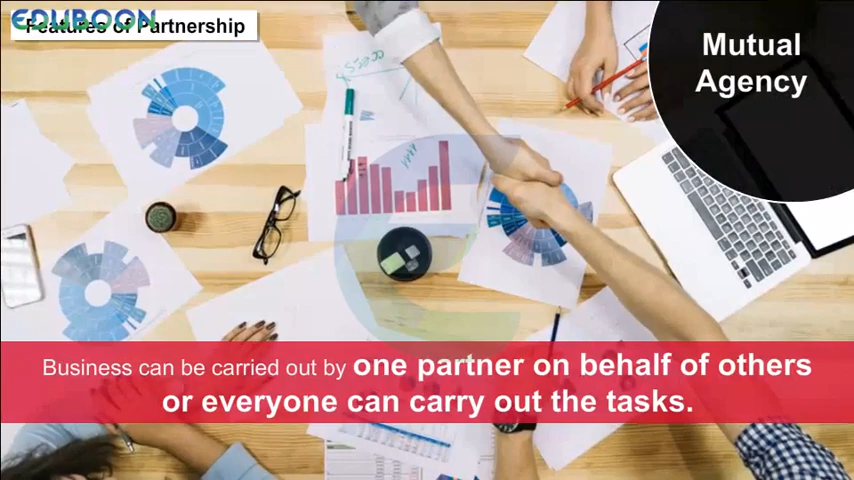 EDUBOON
Features of Partnership
Mutual
Agency
Business can be carried out by one partner on behalf of others
or everyone can carry out the tasks.